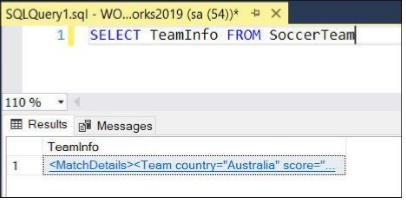 SQLQuery1.sql - WO...orks2019 (sa (54))*
1 SELECT TeamInfo FROM SoccerTeam
110 %
Results Messages
TeamInfo
1 <MatchDetails><Team country="Australia" score="...